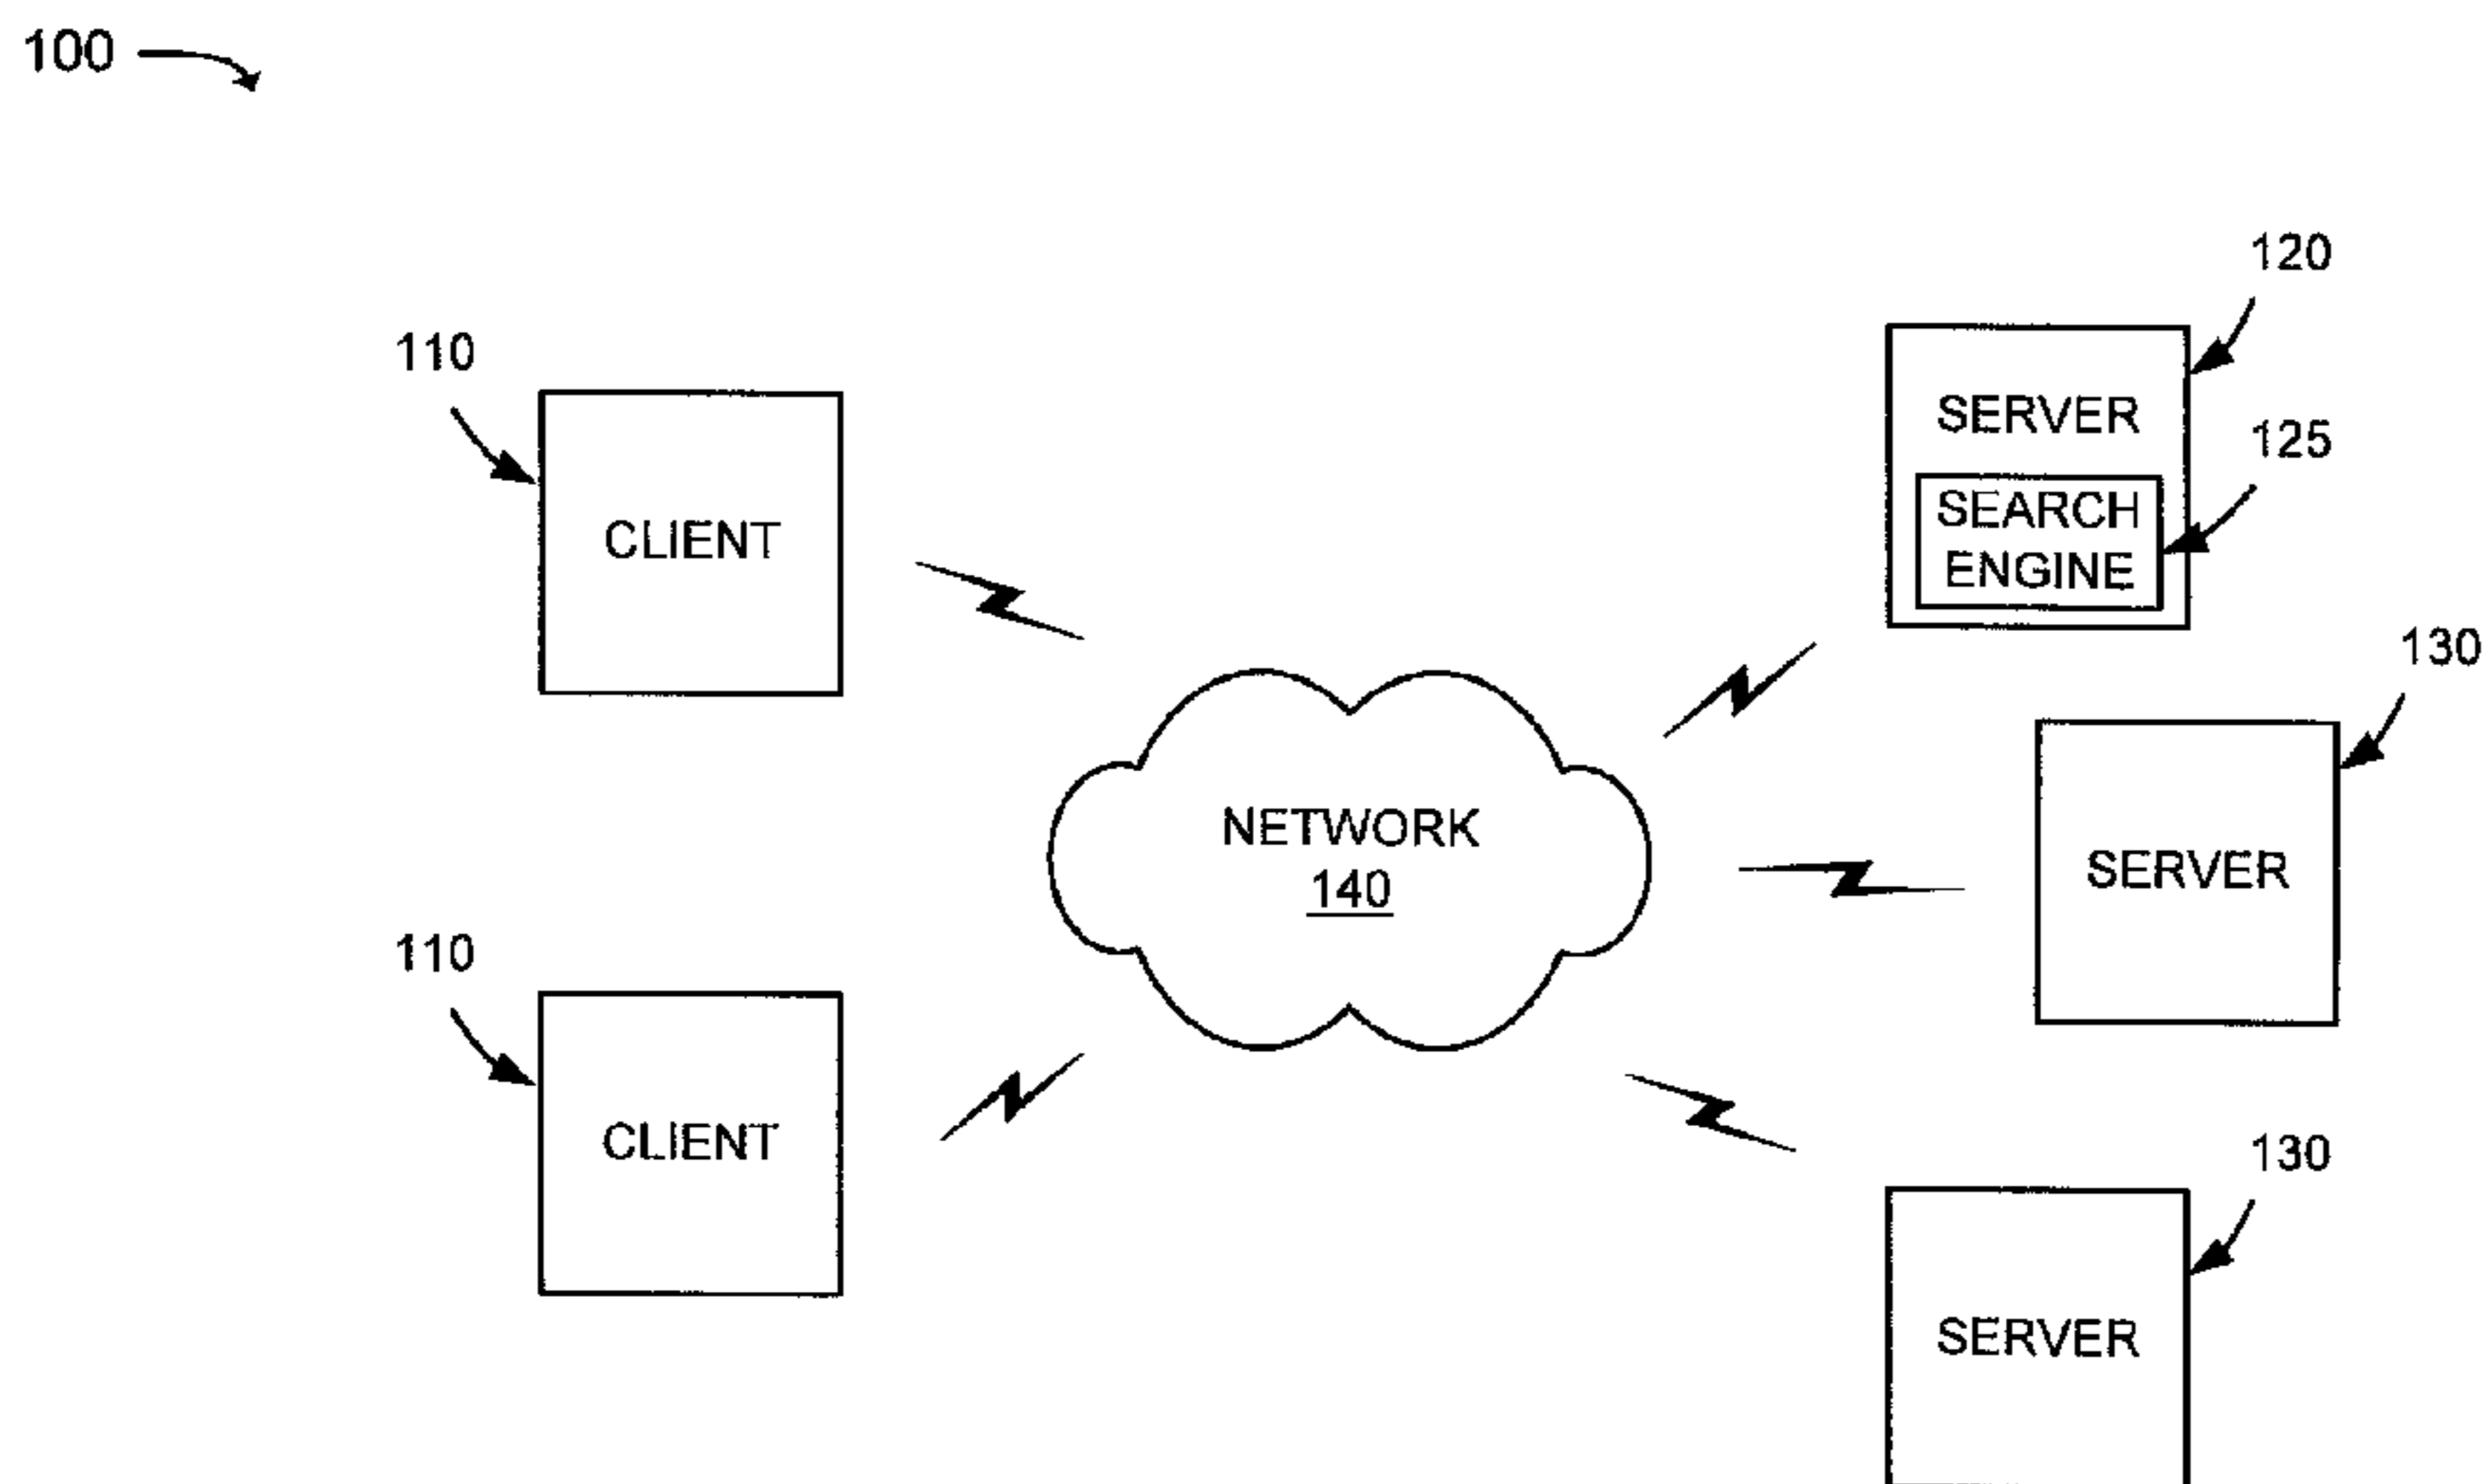 100
120
110
SERVER
125
SEARCH
ENGINE
CLIENT
130
NETWORK
140
SERVER
110
CLIENT
130
SERVER